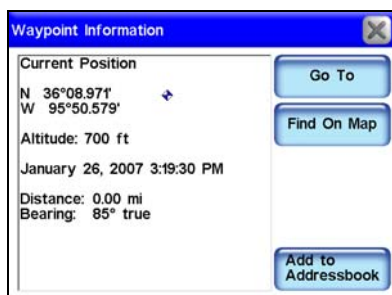 Waypoint Information
Current Position
N 36°08.971'
W 95°50.579'
Altitude: 700 ft
January 26, 2007 3:19:30 PM
Distance: 0.00 mi
Bearing: 85° true
Go To
Find On Map
Add to
Addressbook